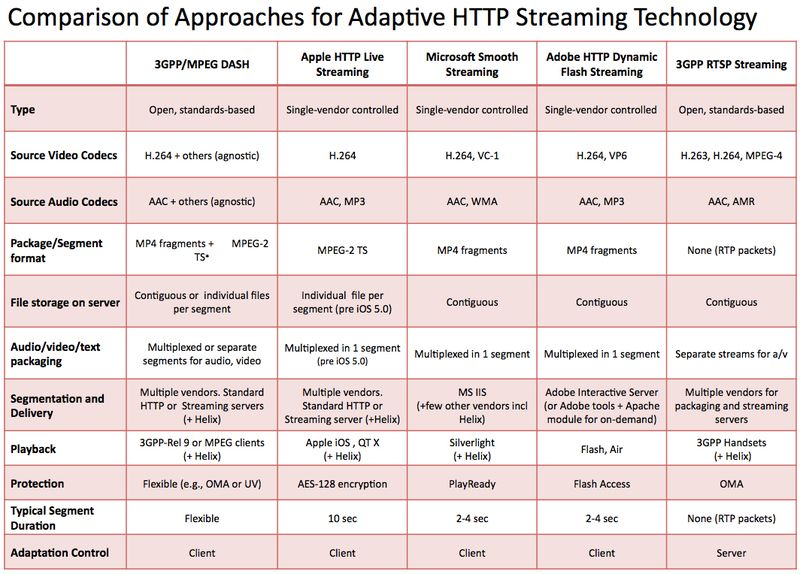 Comparison of Approaches for Adaptive HTTP Streaming Technology
3GPP/MPEG DASH
Apple HTTP Live
Streaming
Microsoft Smooth
Streaming
Adobe HTTP Dynamic
Flash Streaming
3GPP RTSP Streaming
Type
Open, standards-based
Single-vendor controlled
Single-vendor controlled
Single-vendor controlled
Open, standards-based
Source Video Codecs
H.264 + others (agnostic)
H.264
H.264, VC-1
H.264, VP6
H.263, H.264, MPEG-4
Source Audio Codecs
AAC + others (agnostic)
AAC, MP3
AAC, WMA
AAC, MP3
AAC, AMR
Package/Segment
format
MP4 fragments + MPEG-2
TS*
MPEG-2 TS
MP4 fragments
MP4 fragments
None (RTP packets)
File storage on server
Contiguous or individual files
per segment
Individual file per
segment (pre iOS 5.0)
Contiguous
Contiguous
Contiguous
Audio/video/text
packaging
Multiplexed or separate
segments for audio, video
Multiplexed in 1 segment
(pre iOS 5.0)
Multiplexed in 1 segment
Multiplexed in 1 segment
Separate streams for a/v
Segmentation and
Delivery
Multiple vendors. Standard
HTTP or Streaming servers
(+ Helix)
Multiple vendors.
Standard HTTP or
Streaming server (+Helix)
MS IIS
(+few other vendors incl
Helix)
Adobe Interactive Server
(or Adobe tools + Apache
module for on-demand)
Multiple vendors for
packaging and streaming
servers
Playback
3GPP-Rel 9 or MPEG clients
(+ Helix)
Apple iOS , QT X
(+ Helix)
Silverlight
(+ Helix)
Flash, Air
3GPP Handsets
(+ Helix)
Protection
Flexible (e.g., OMA or UV)
AES-128 encryption
PlayReady
Flash Access
OMA
Typical Segment
Duration
Flexible
10 sec
2-4 sec
2-4 sec
None (RTP packets)
Adaptation Control
Client
Client
Client
Client
Server